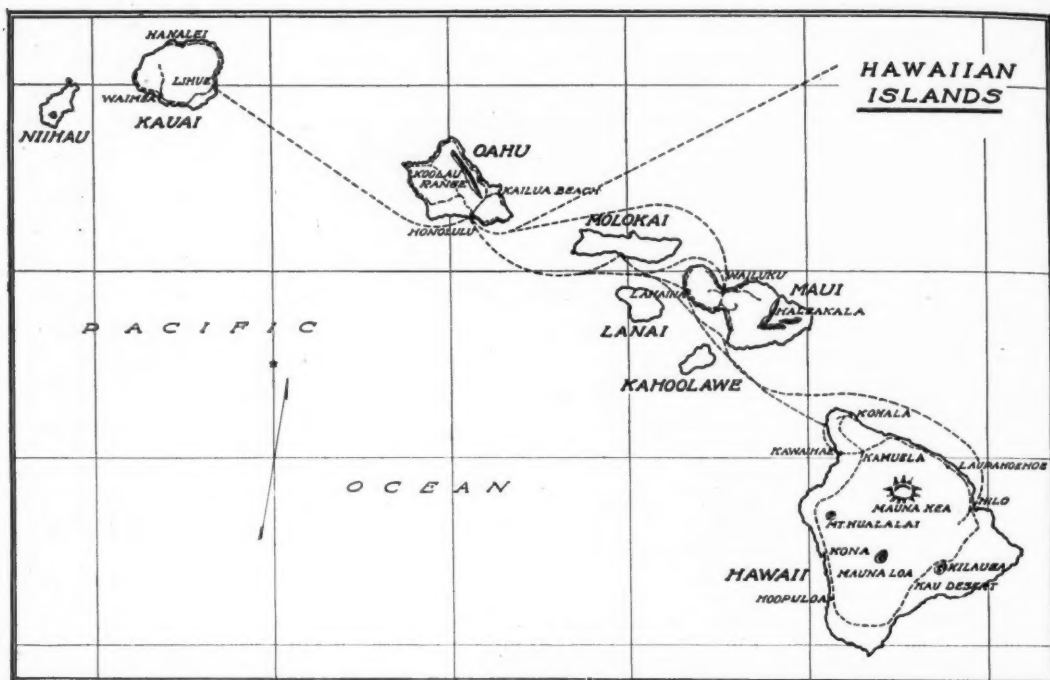 HAWAIIAN
ISLANDS
HANALEI
LIHUE
WAIMEA
KAUAI
NIIHAU
OAHU
KOOLAU
RANGE
KAILUA BEACH
HONOLULU
MOLOKAI
WAILUKU
LAHAINA
MAUI
HALEAKALA
LANAI
KAHOOLAWE
PACIFIC
OCEAN
KOHALA
KAWAIHAE
KAMUELA
LAUPAHOEHOE
HILO
MAUNA KEA
MT. HUALALAI
KONA
MAUNA LOA
KILAUEA
KAU DESERT
HAWAII
HOOPULOA